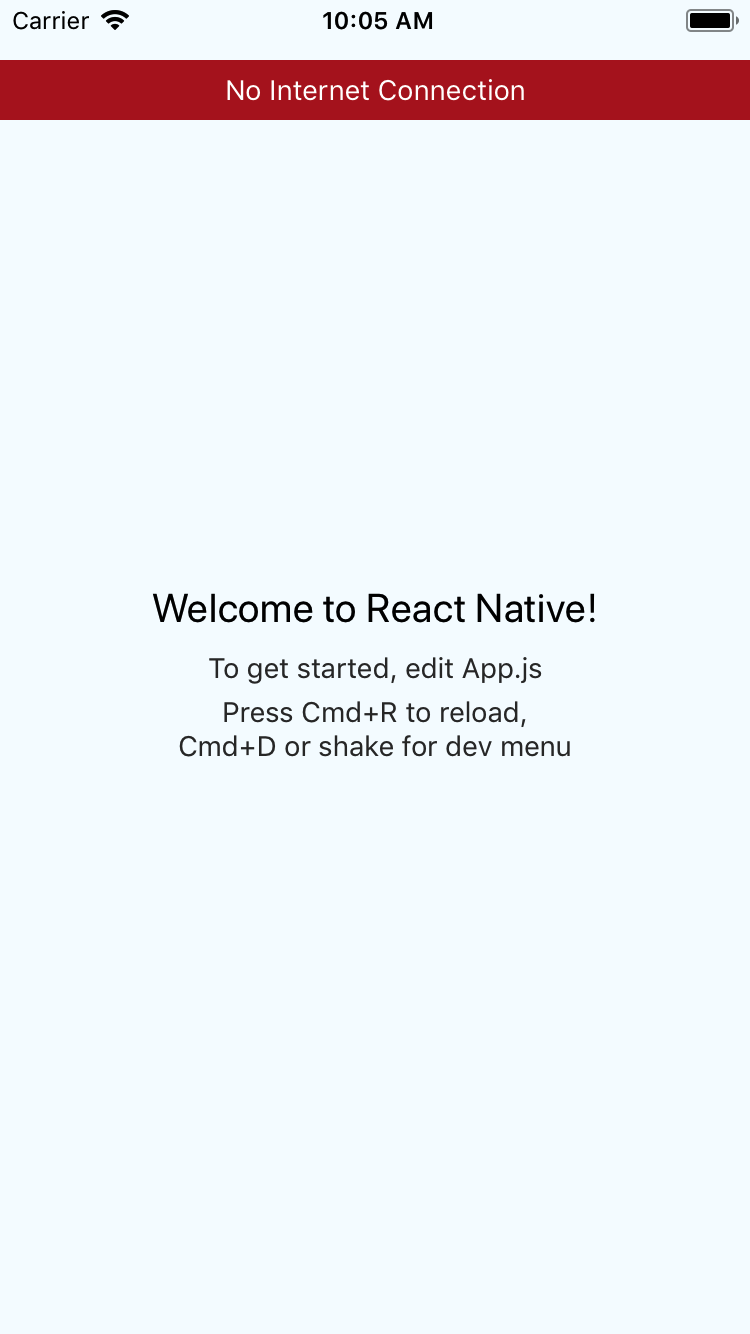 Carrier 10:05 AM
No Internet Connection
Welcome to React Native!
To get started, edit App.js
Press Cmd+R to reload,
Cmd+D or shake for dev menu